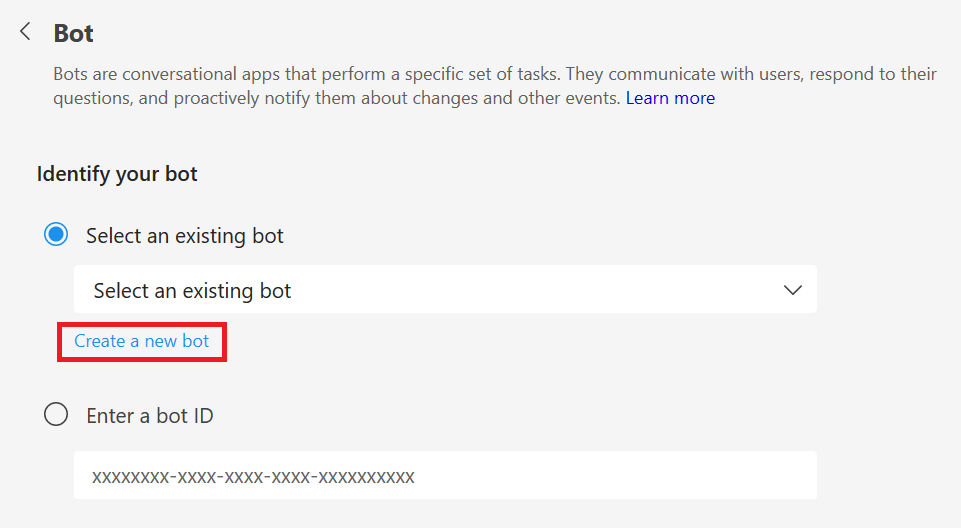 Bot
Bots are conversational apps that perform a specific set of tasks. They communicate with users, respond to their
questions, and proactively notify them about changes and other events. Learn more
Identify your bot
Select an existing bot
Select an existing bot
Create a new bot
Enter a bot ID
xxxxxxxx-xxxx-xxxx-xxxx-xxxxxxxxxx